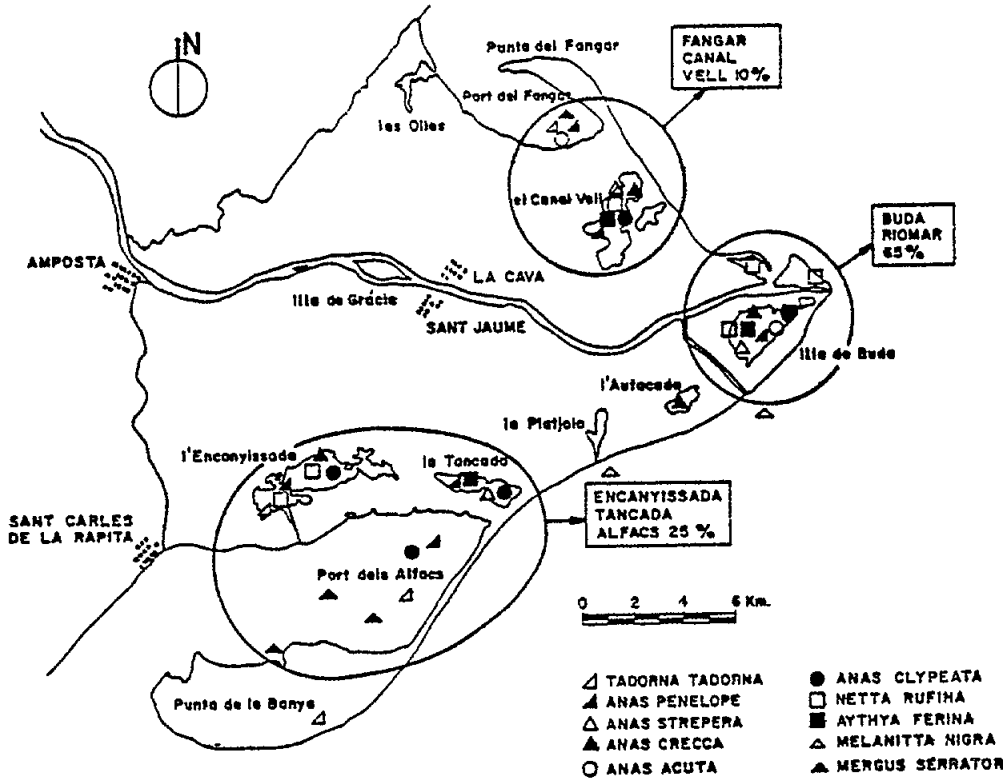 N
Punta del Fangar
FANGAR
CANAL
VELL 10%
Port del Fangar
les Olles
el Canal Vell
BUDA
RIOMAR
65%
AMPOSTA
LA CAVA
Illa de Gràcia
SANT JAUME
Illa de Buda
l'Aufacada
la Platjola
l'Encanyissada
la Tancada
ENCANYISSADA
TANCADA
ALFACS 25 %
SANT CARLES
DE LA RAPITA
Port dels Alfacs
0 2 4 6 Km.
Punta de la Banya
TADORNA TADORNA
ANAS PENELOPE
ANAS STREPERA
ANAS CRECCA
ANAS ACUTA
ANAS CLYPEATA
NETTA RUFINA
AYTHYA FERINA
MELANITTA NIGRA
MERGUS SERRATOR